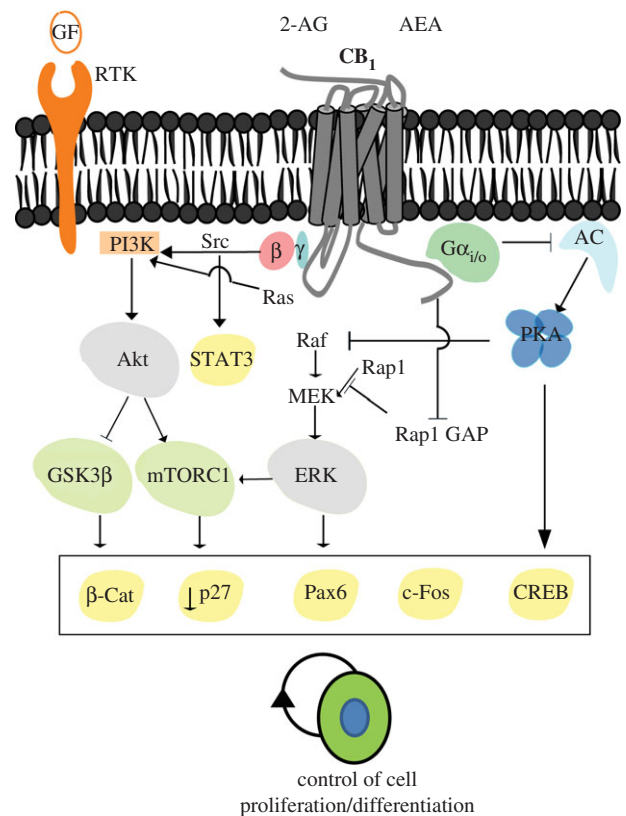 GF
2-AG AEA
RTK
CB1
PI3K Src β γ Gαi/o AC
Ras
Akt STAT3 Raf PKA
Rap1
MEK
Rap1 GAP
GSK3β mTORC1 ERK
β-Cat p27 Pax6 c-Fos CREB
control of cell
proliferation/differentiation